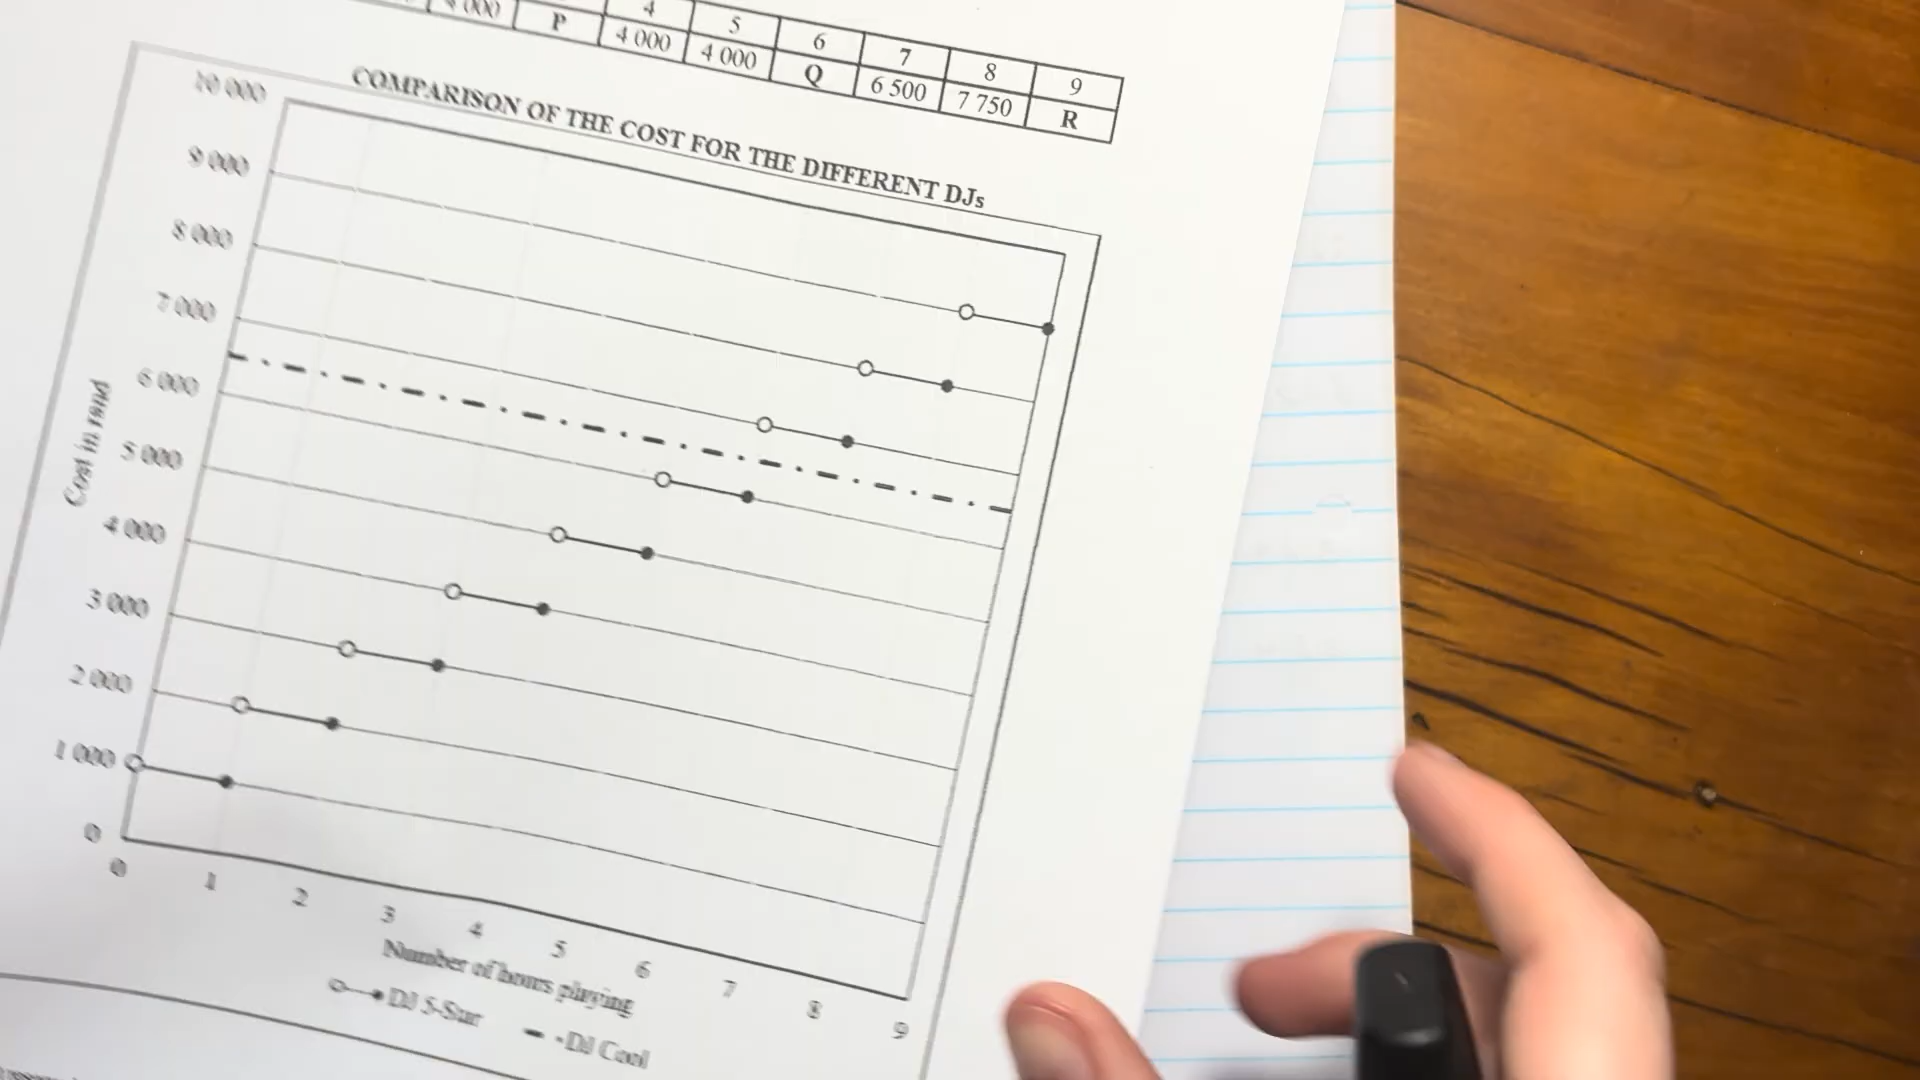 4 5 6 7 8 9
4 000 P 4 000 4 000 Q 6 500 7 750 R
COMPARISON OF THE COST FOR THE DIFFERENT DJs
10 000
9 000
8 000
7 000
6 000
5 000
4 000
3 000
2 000
1 000
0
Cost in rand
0 1 2 3 4 5 6 7 8 9
Number of hours playing
DJ 5-Star DJ Cool